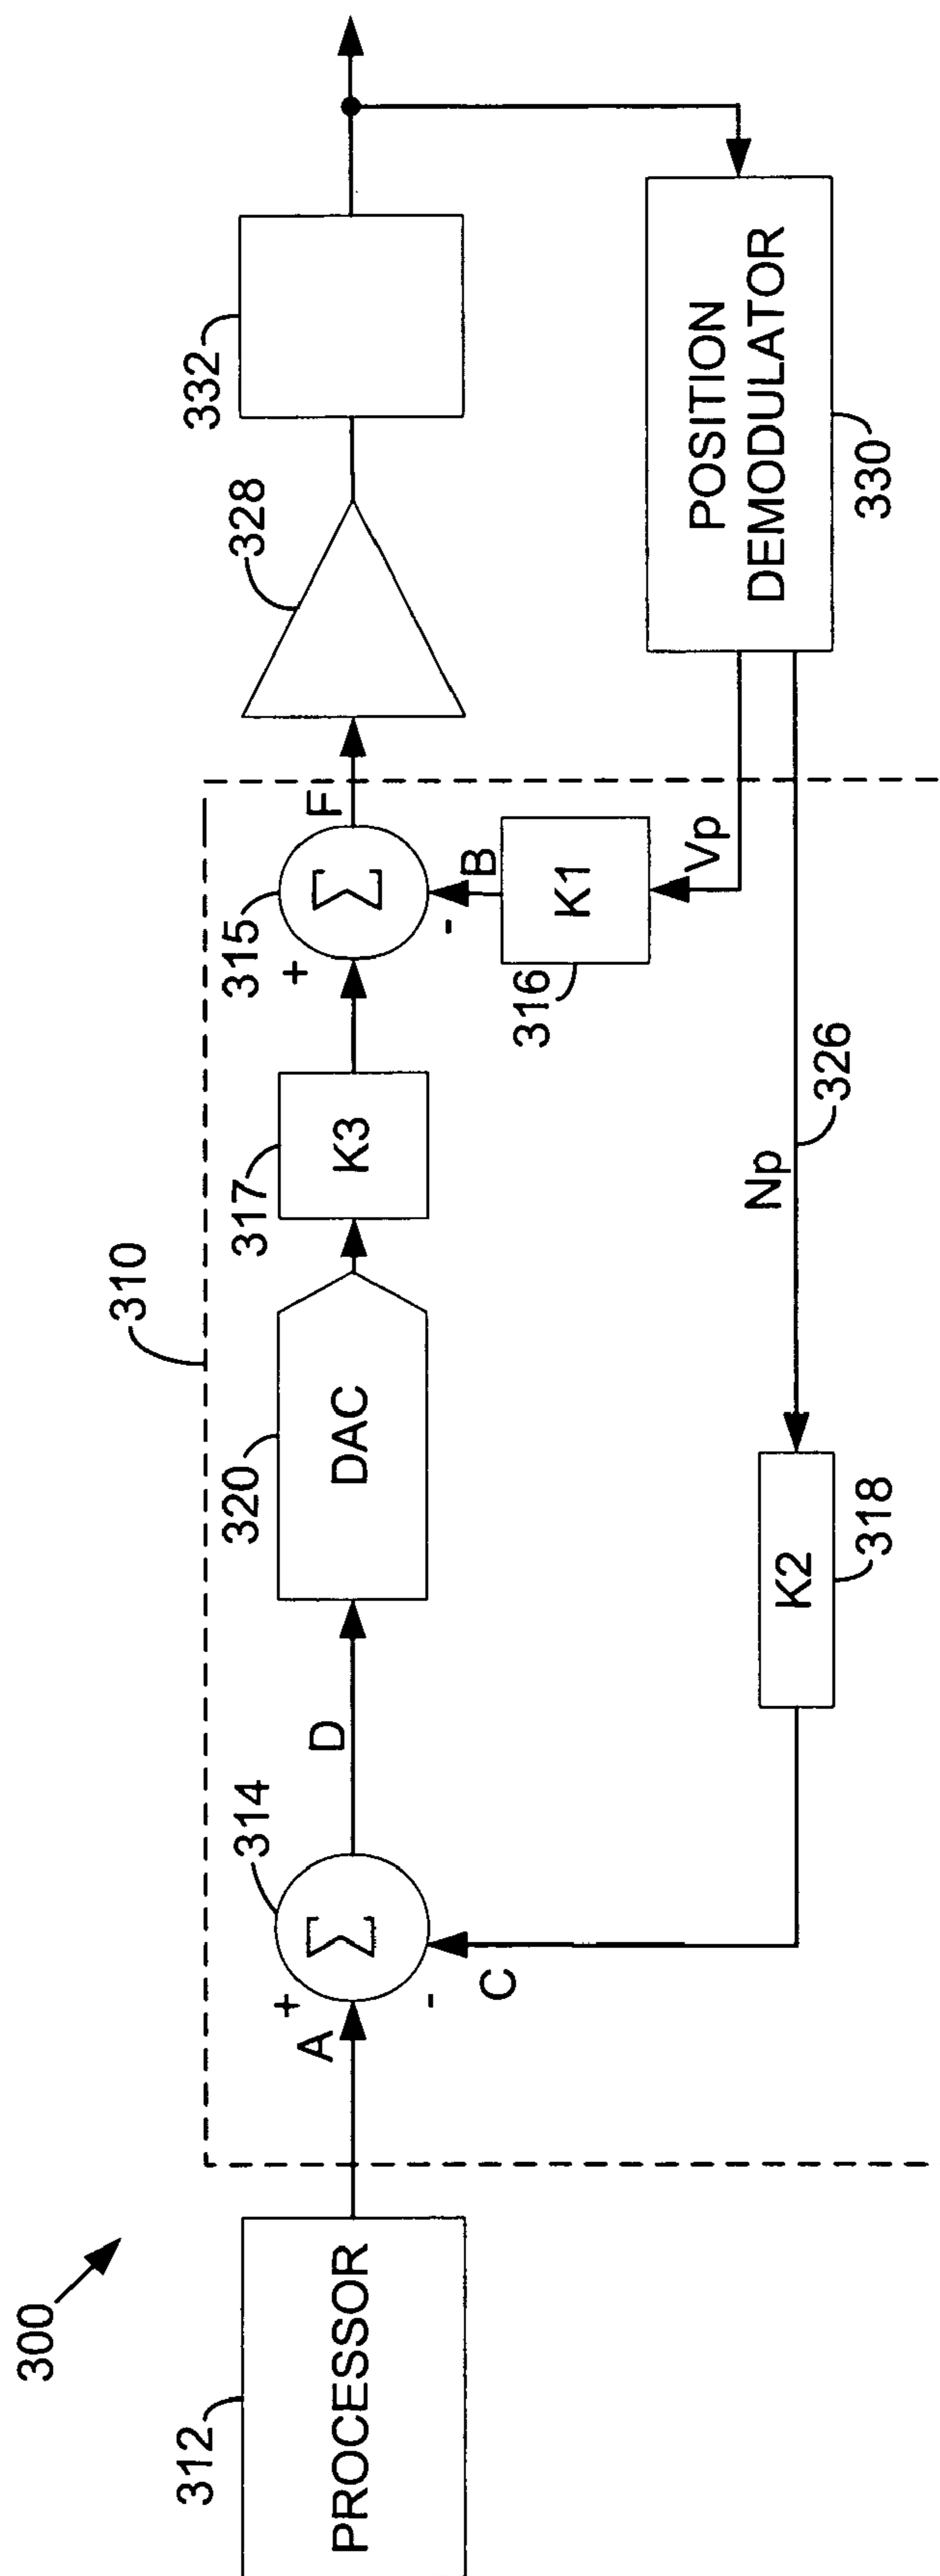 300
312
PROCESSOR
310
A
+
-
C
314
Σ
D
320
DAC
317
K3
315
+
Σ
-
B
F
316
K1
Vp
Np
326
K2
318
328
332
POSITION
DEMODULATOR
330